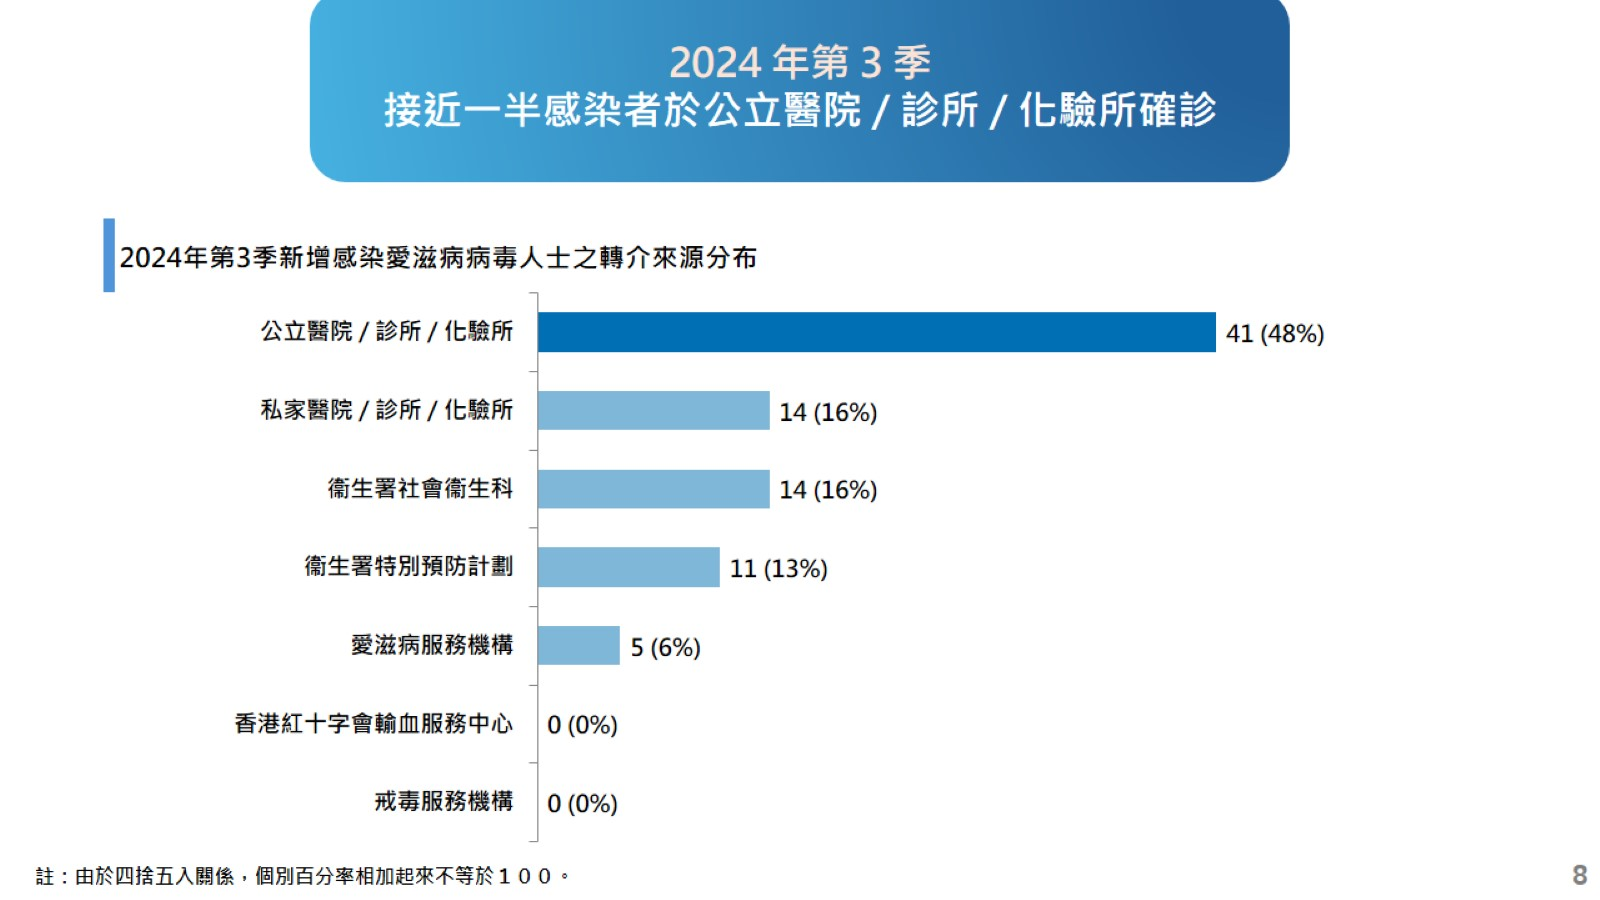 2024 年第 3 季
接近一半感染者於公立醫院 / 診所 / 化驗所確診
2024年第3季新增感染愛滋病病毒人士之轉介來源分布
公立醫院 / 診所 / 化驗所 41 (48%)
私家醫院 / 診所 / 化驗所 14 (16%)
衞生署社會衞生科 14 (16%)
衞生署特別預防計劃 11 (13%)
愛滋病服務機構 5 (6%)
香港紅十字會輸血服務中心 0 (0%)
戒毒服務機構 0 (0%)
註：由於四捨五入關係，個別百分率相加起來不等於１００。
8